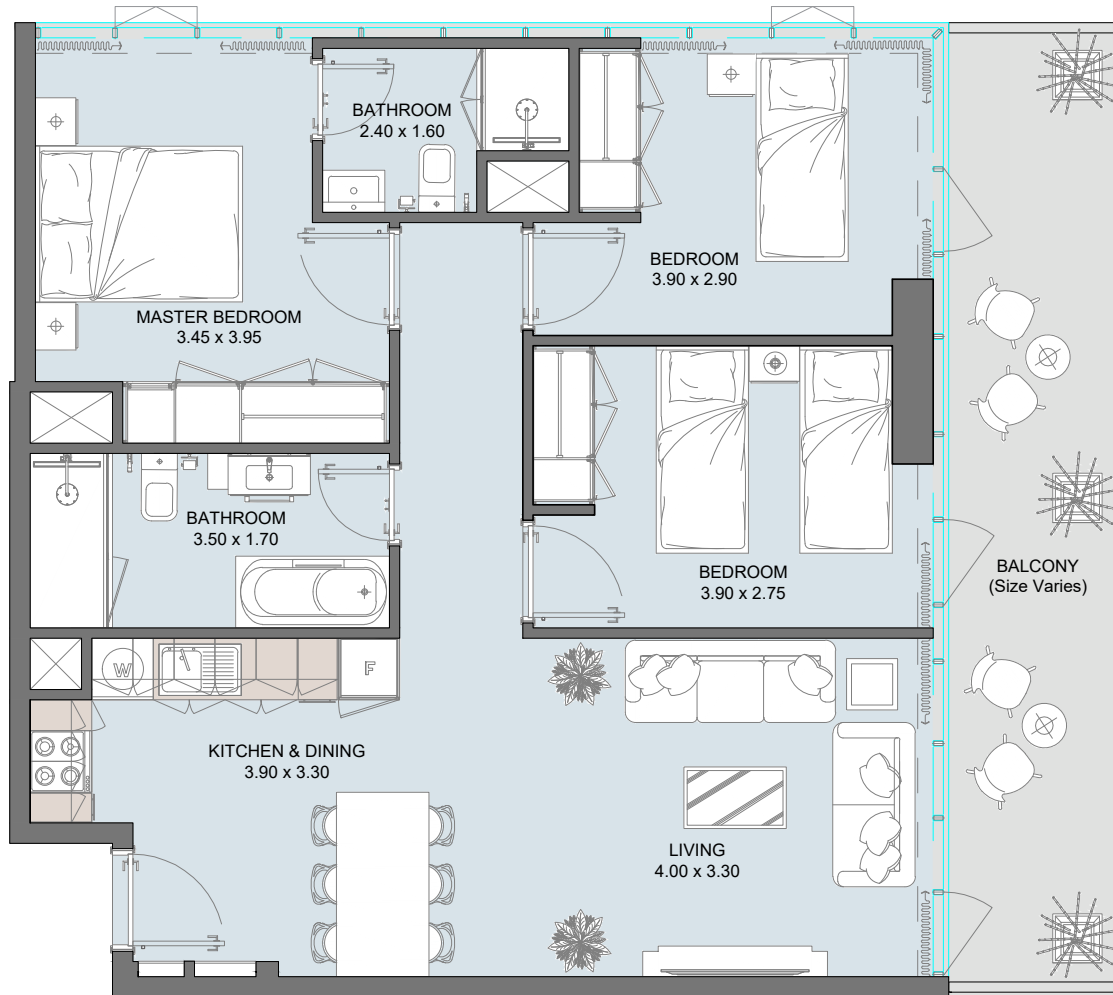 BATHROOM
2.40 x 1.60
BEDROOM
3.90 x 2.90
MASTER BEDROOM
3.45 x 3.95
BATHROOM
3.50 x 1.70
BEDROOM
3.90 x 2.75
BALCONY
(Size Varies)
W
F
KITCHEN & DINING
3.90 x 3.30
LIVING
4.00 x 3.30